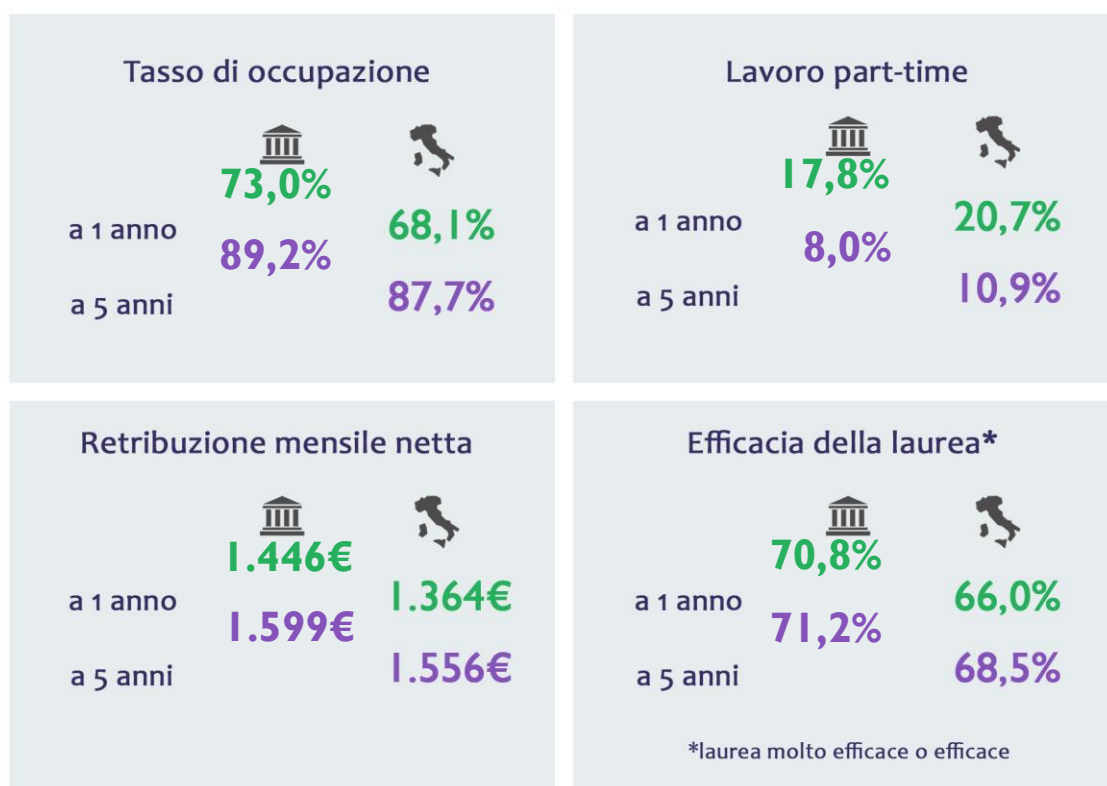 Tasso di occupazione
73,0%
a 1 anno 68,1%
89,2%
a 5 anni 87,7%
Lavoro part-time
17,8%
a 1 anno 20,7%
8,0%
a 5 anni 10,9%
Retribuzione mensile netta
1.446€
a 1 anno 1.364€
1.599€
a 5 anni 1.556€
Efficacia della laurea*
70,8%
a 1 anno 66,0%
71,2%
a 5 anni 68,5%
*laurea molto efficace o efficace